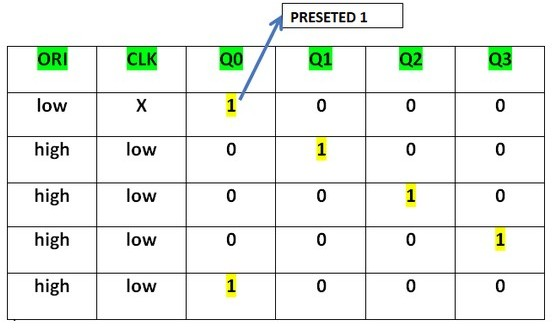 PRESETED 1
ORI CLK Q0 Q1 Q2 Q3
low X 1 0 0 0
high low 0 1 0 0
high low 0 0 1 0
high low 0 0 0 1
high low 1 0 0 0